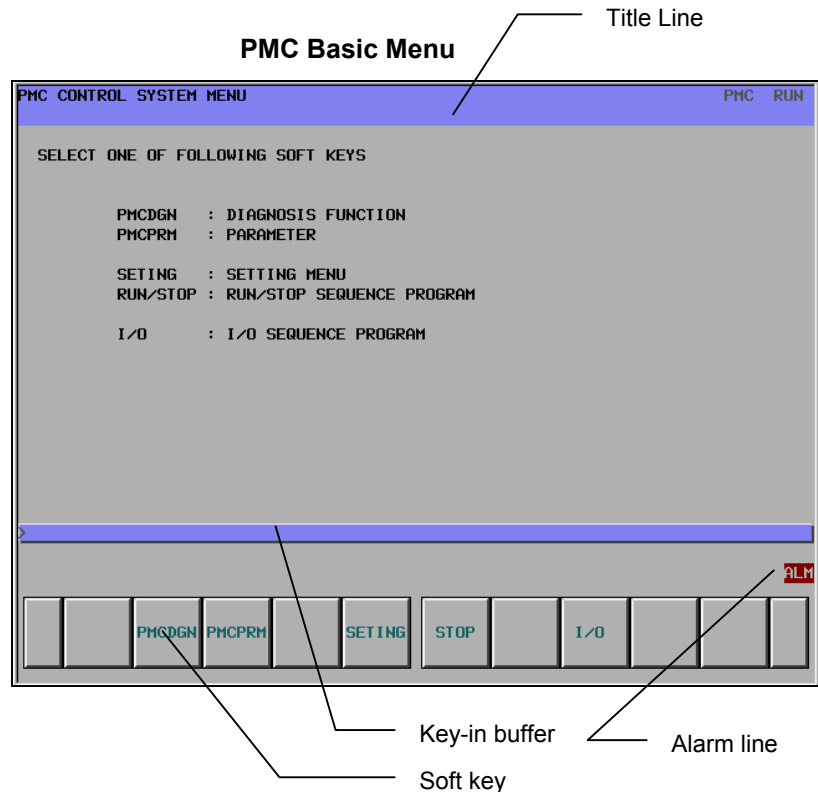 Title Line
PMC Basic Menu
PMC CONTROL SYSTEM MENU PMC RUN
SELECT ONE OF FOLLOWING SOFT KEYS
PMCDGN : DIAGNOSIS FUNCTION
PMCPRM : PARAMETER
SETING : SETTING MENU
RUN/STOP : RUN/STOP SEQUENCE PROGRAM
I/O : I/O SEQUENCE PROGRAM
>
ALM
PMCDGN PMCPRM SETING STOP I/O
Key-in buffer
Alarm line
Soft key